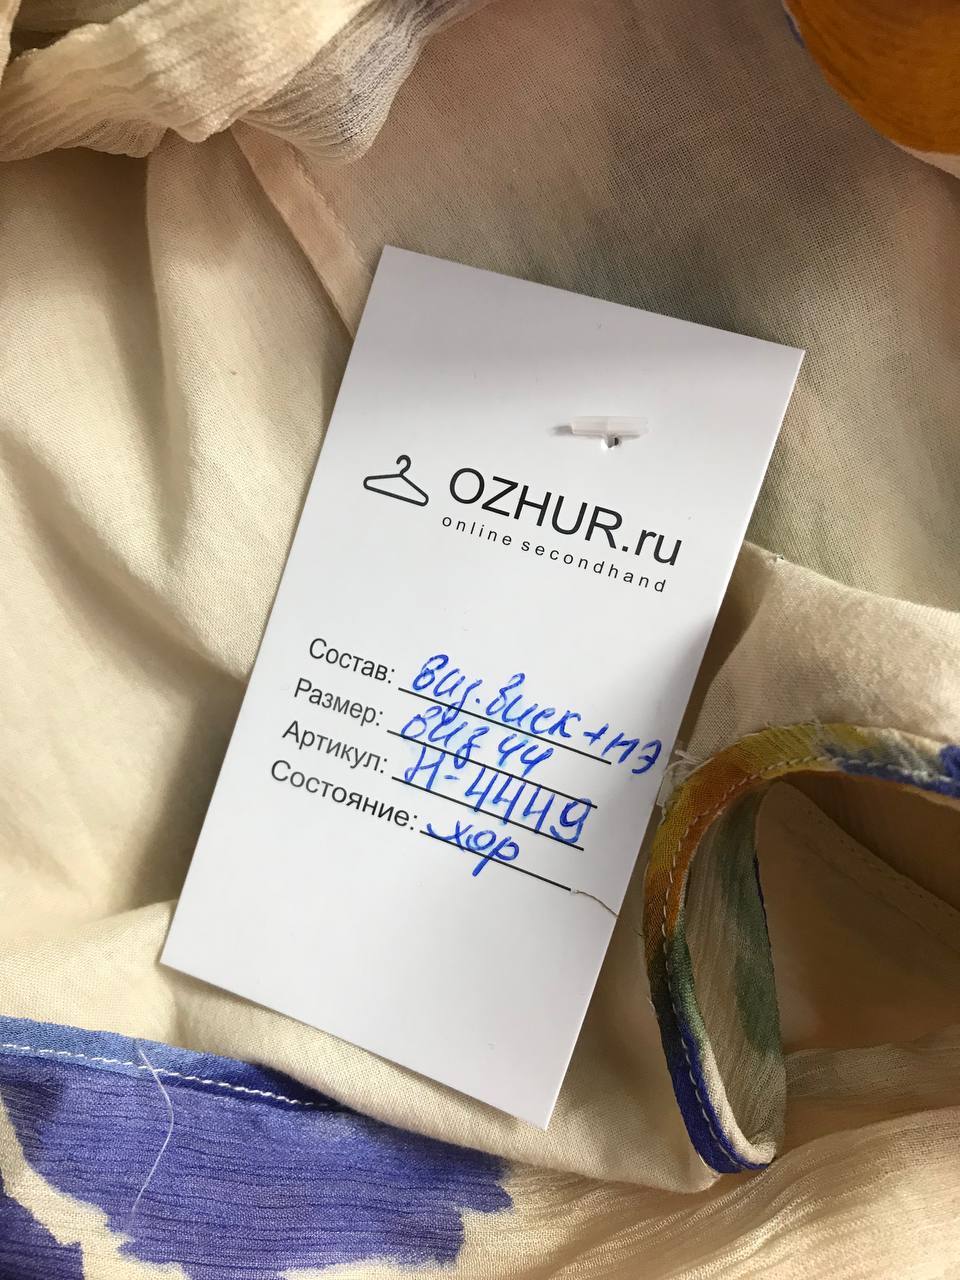 OZHUR.ru
online secondhand
Состав: виз. виск+пэ
Размер: виз 44
Артикул: Н-4449
Состояние: хор